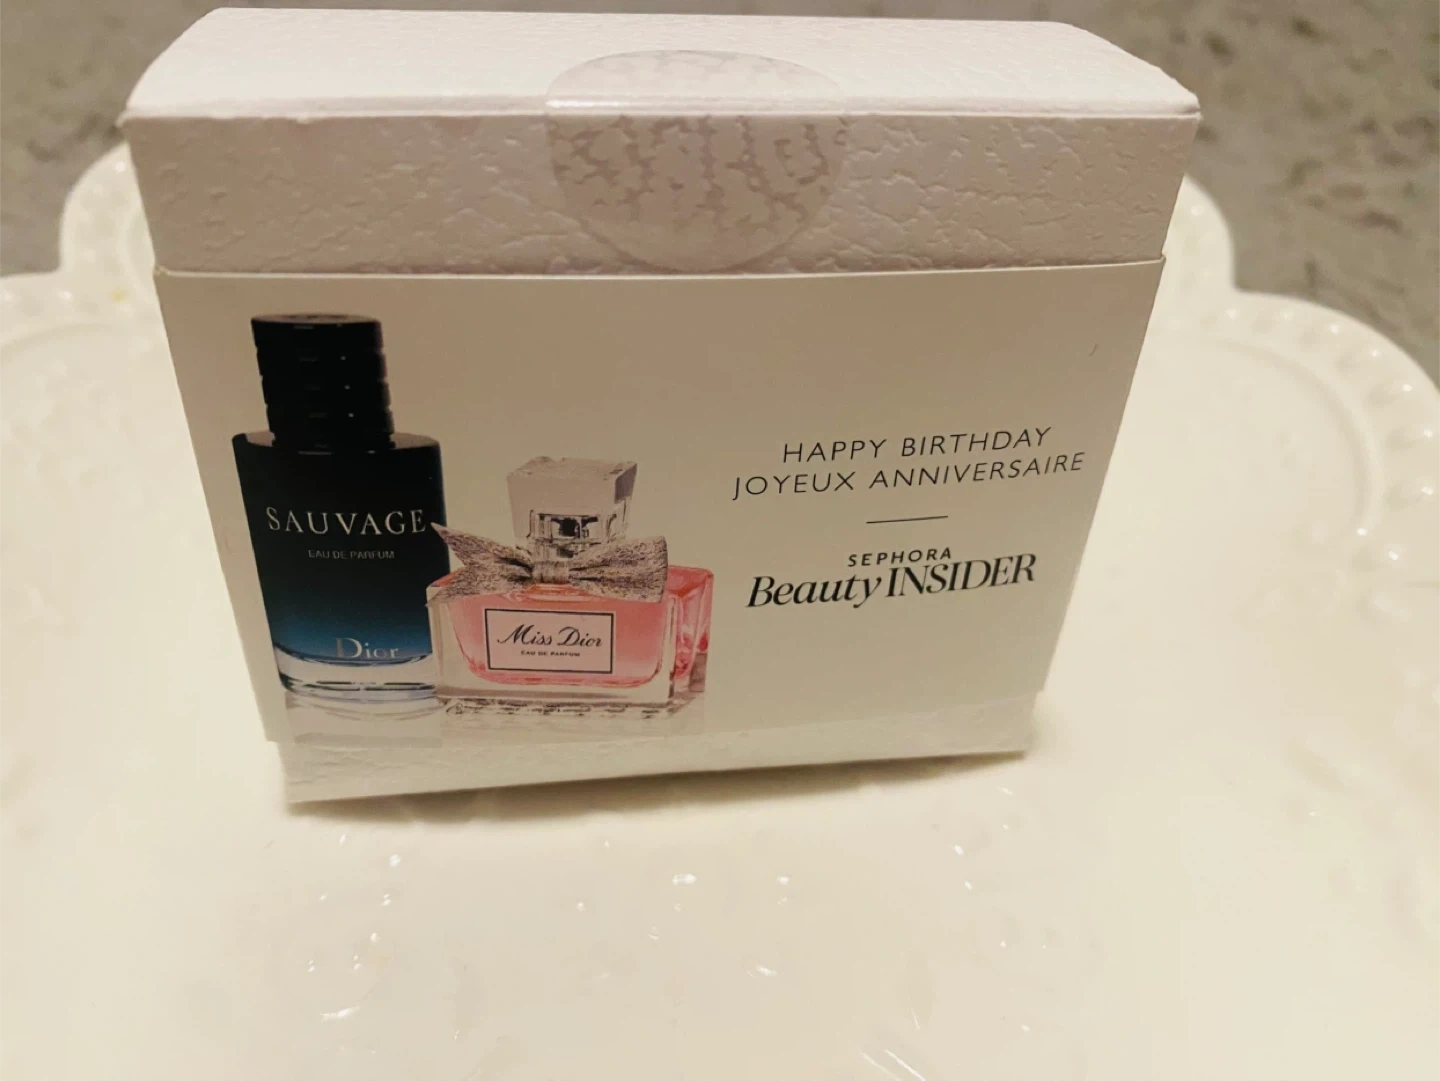 SAUVAGE
EAU DE PARFUM
Dior
Miss Dior
EAU DE PARFUM
HAPPY BIRTHDAY
JOYEUX ANNIVERSAIRE
SEPHORA
Beauty INSIDER